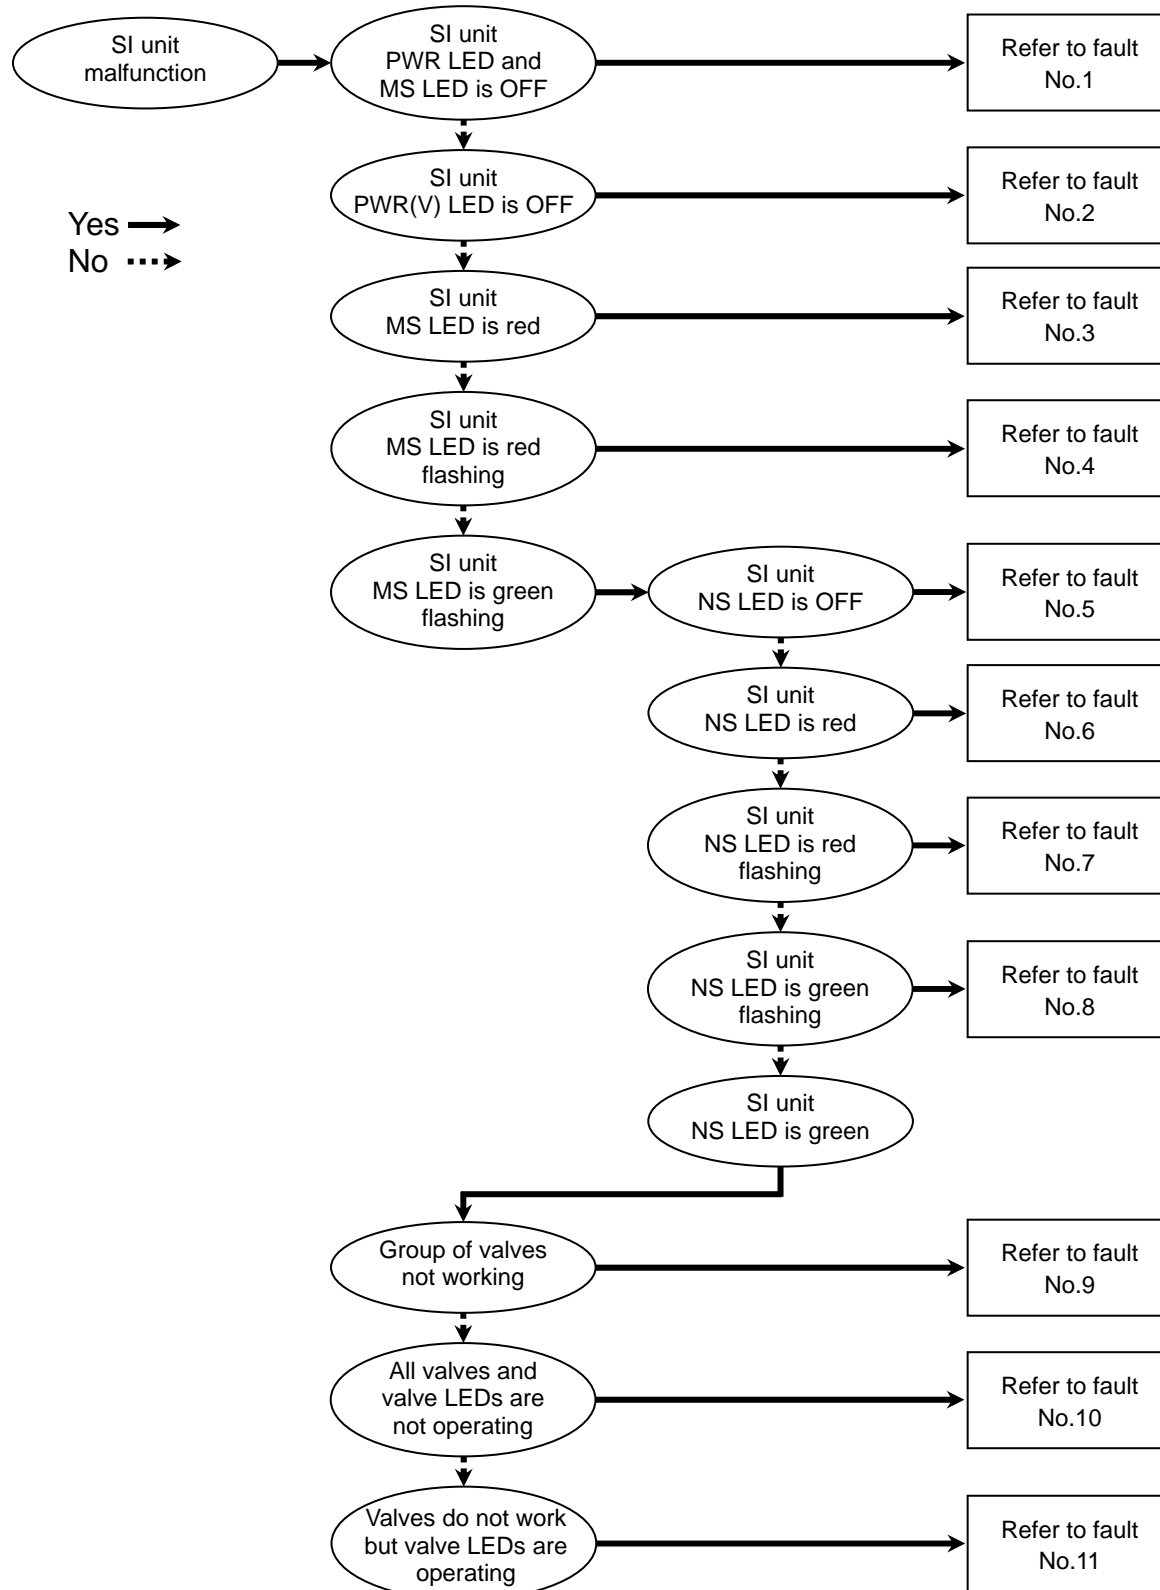 SI unit
malfunction
SI unit
PWR LED and
MS LED is OFF
Refer to fault
No.1
SI unit
PWR(V) LED is OFF
Refer to fault
No.2
Yes
No
SI unit
MS LED is red
Refer to fault
No.3
SI unit
MS LED is red
flashing
Refer to fault
No.4
SI unit
MS LED is green
flashing
SI unit
NS LED is OFF
Refer to fault
No.5
SI unit
NS LED is red
Refer to fault
No.6
SI unit
NS LED is red
flashing
Refer to fault
No.7
SI unit
NS LED is green
flashing
Refer to fault
No.8
SI unit
NS LED is green
Group of valves
not working
Refer to fault
No.9
All valves and
valve LEDs are
not operating
Refer to fault
No.10
Valves do not work
but valve LEDs are
operating
Refer to fault
No.11